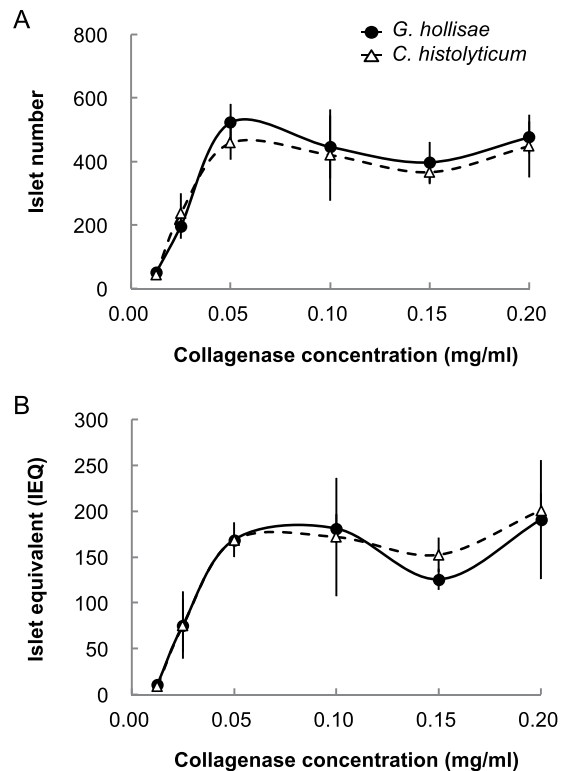 A
G. hollisae
C. histolyticum
800
600
400
200
0
Islet number
0.00 0.05 0.10 0.15 0.20
Collagenase concentration (mg/ml)
B
300
250
200
150
100
50
0
Islet equivalent (IEQ)
0.00 0.05 0.10 0.15 0.20
Collagenase concentration (mg/ml)